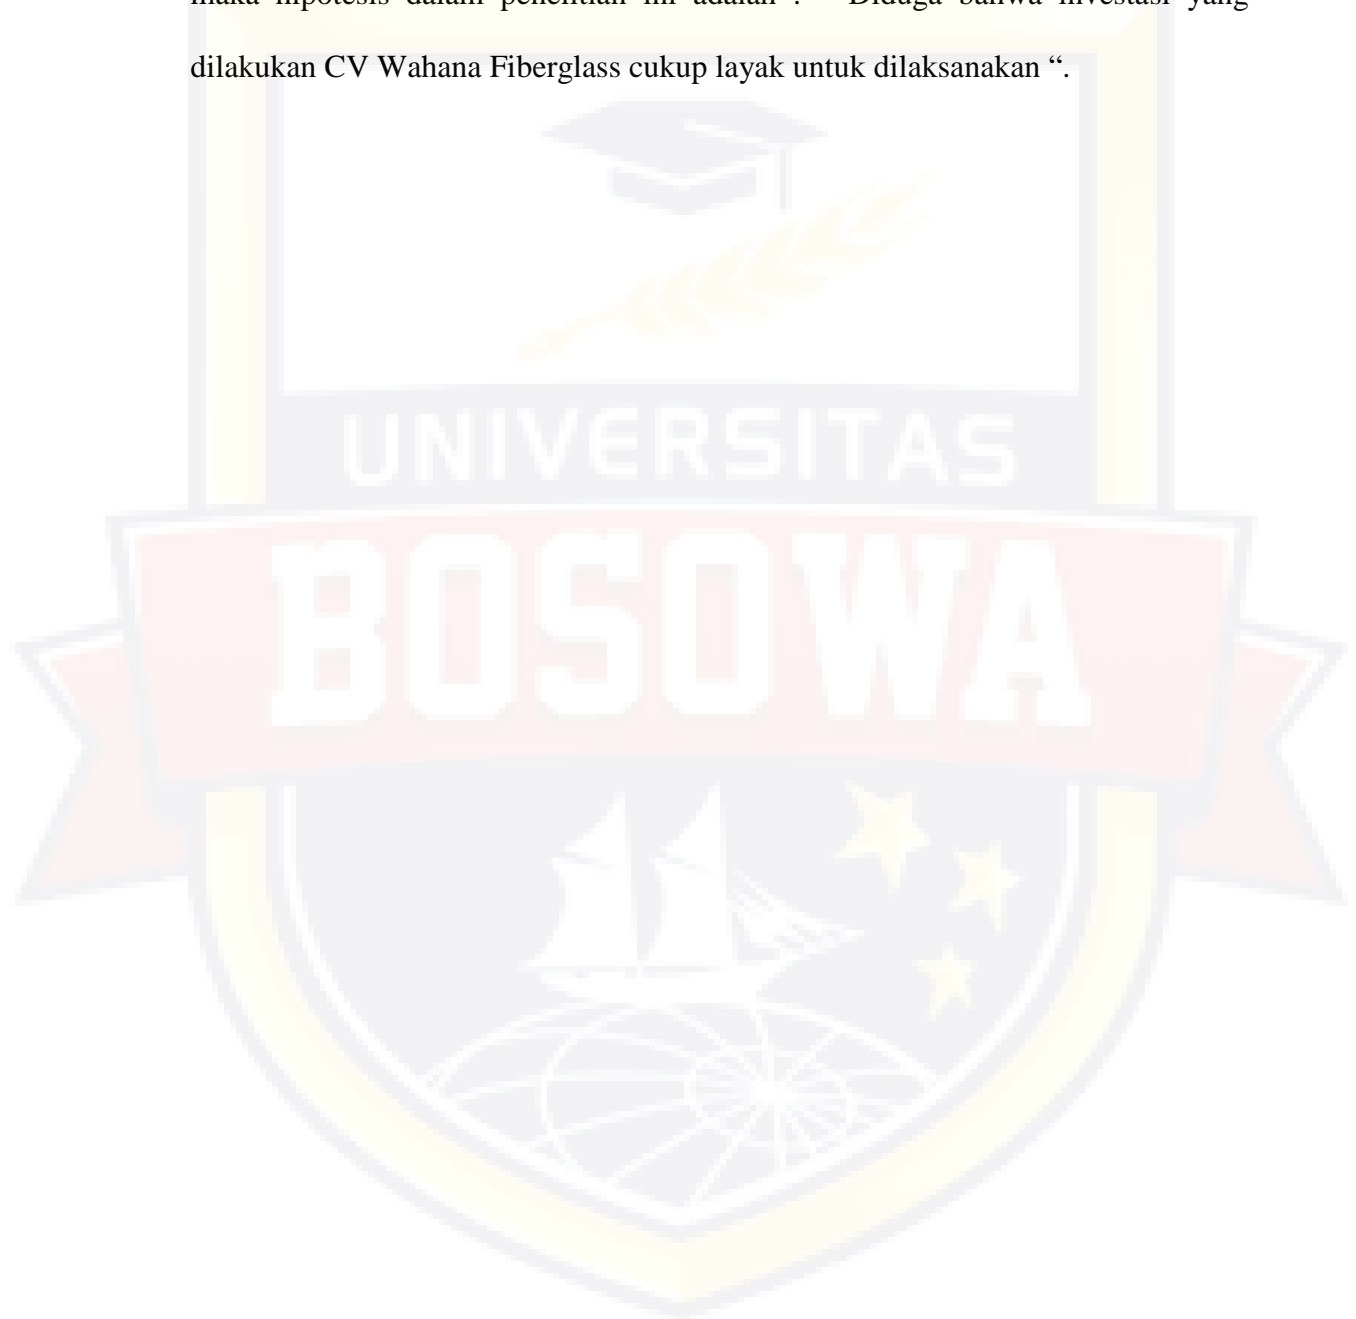 maka hipotesis dalam penelitian ini adalah : “ Diduga bahwa investasi yang
dilakukan CV Wahana Fiberglass cukup layak untuk dilaksanakan “.
UNIVERSITAS
BOSOWA